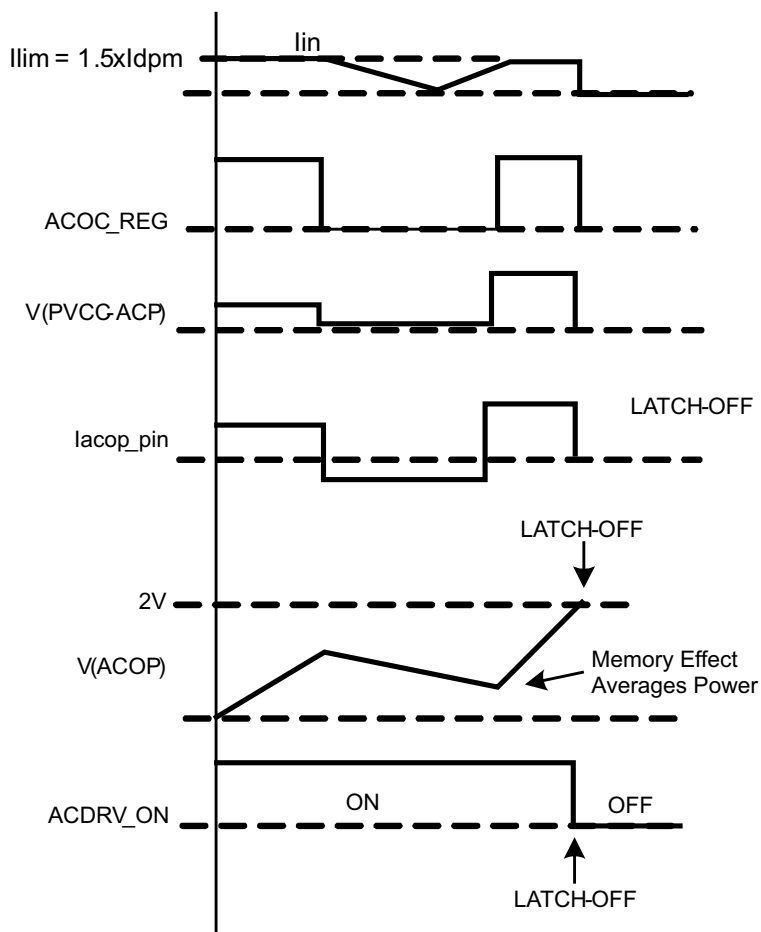 Iin
Ilim = 1.5xIdpm
ACOC_REG
V(PVCC-ACP)
LATCH-OFF
Iacop_pin
LATCH-OFF
2V
V(ACOP)
Memory Effect
Averages Power
ON
OFF
ACDRV_ON
LATCH-OFF